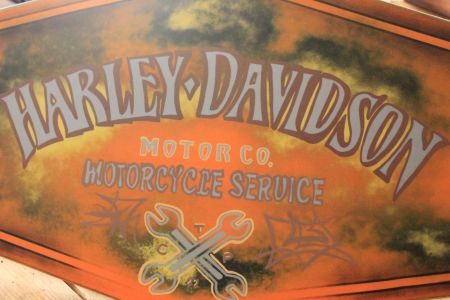 HARLEY-DAVIDSON
MOTOR CO.
MOTORCYCLE SERVICE
T
C P